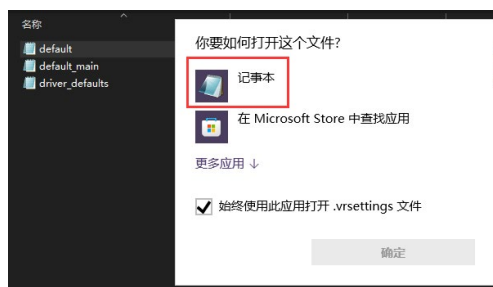 名称
default
default_main
driver_defaults
你要如何打开这个文件?
记事本
在 Microsoft Store 中查找应用
更多应用 ↓
始终使用此应用打开 .vrsettings 文件
确定